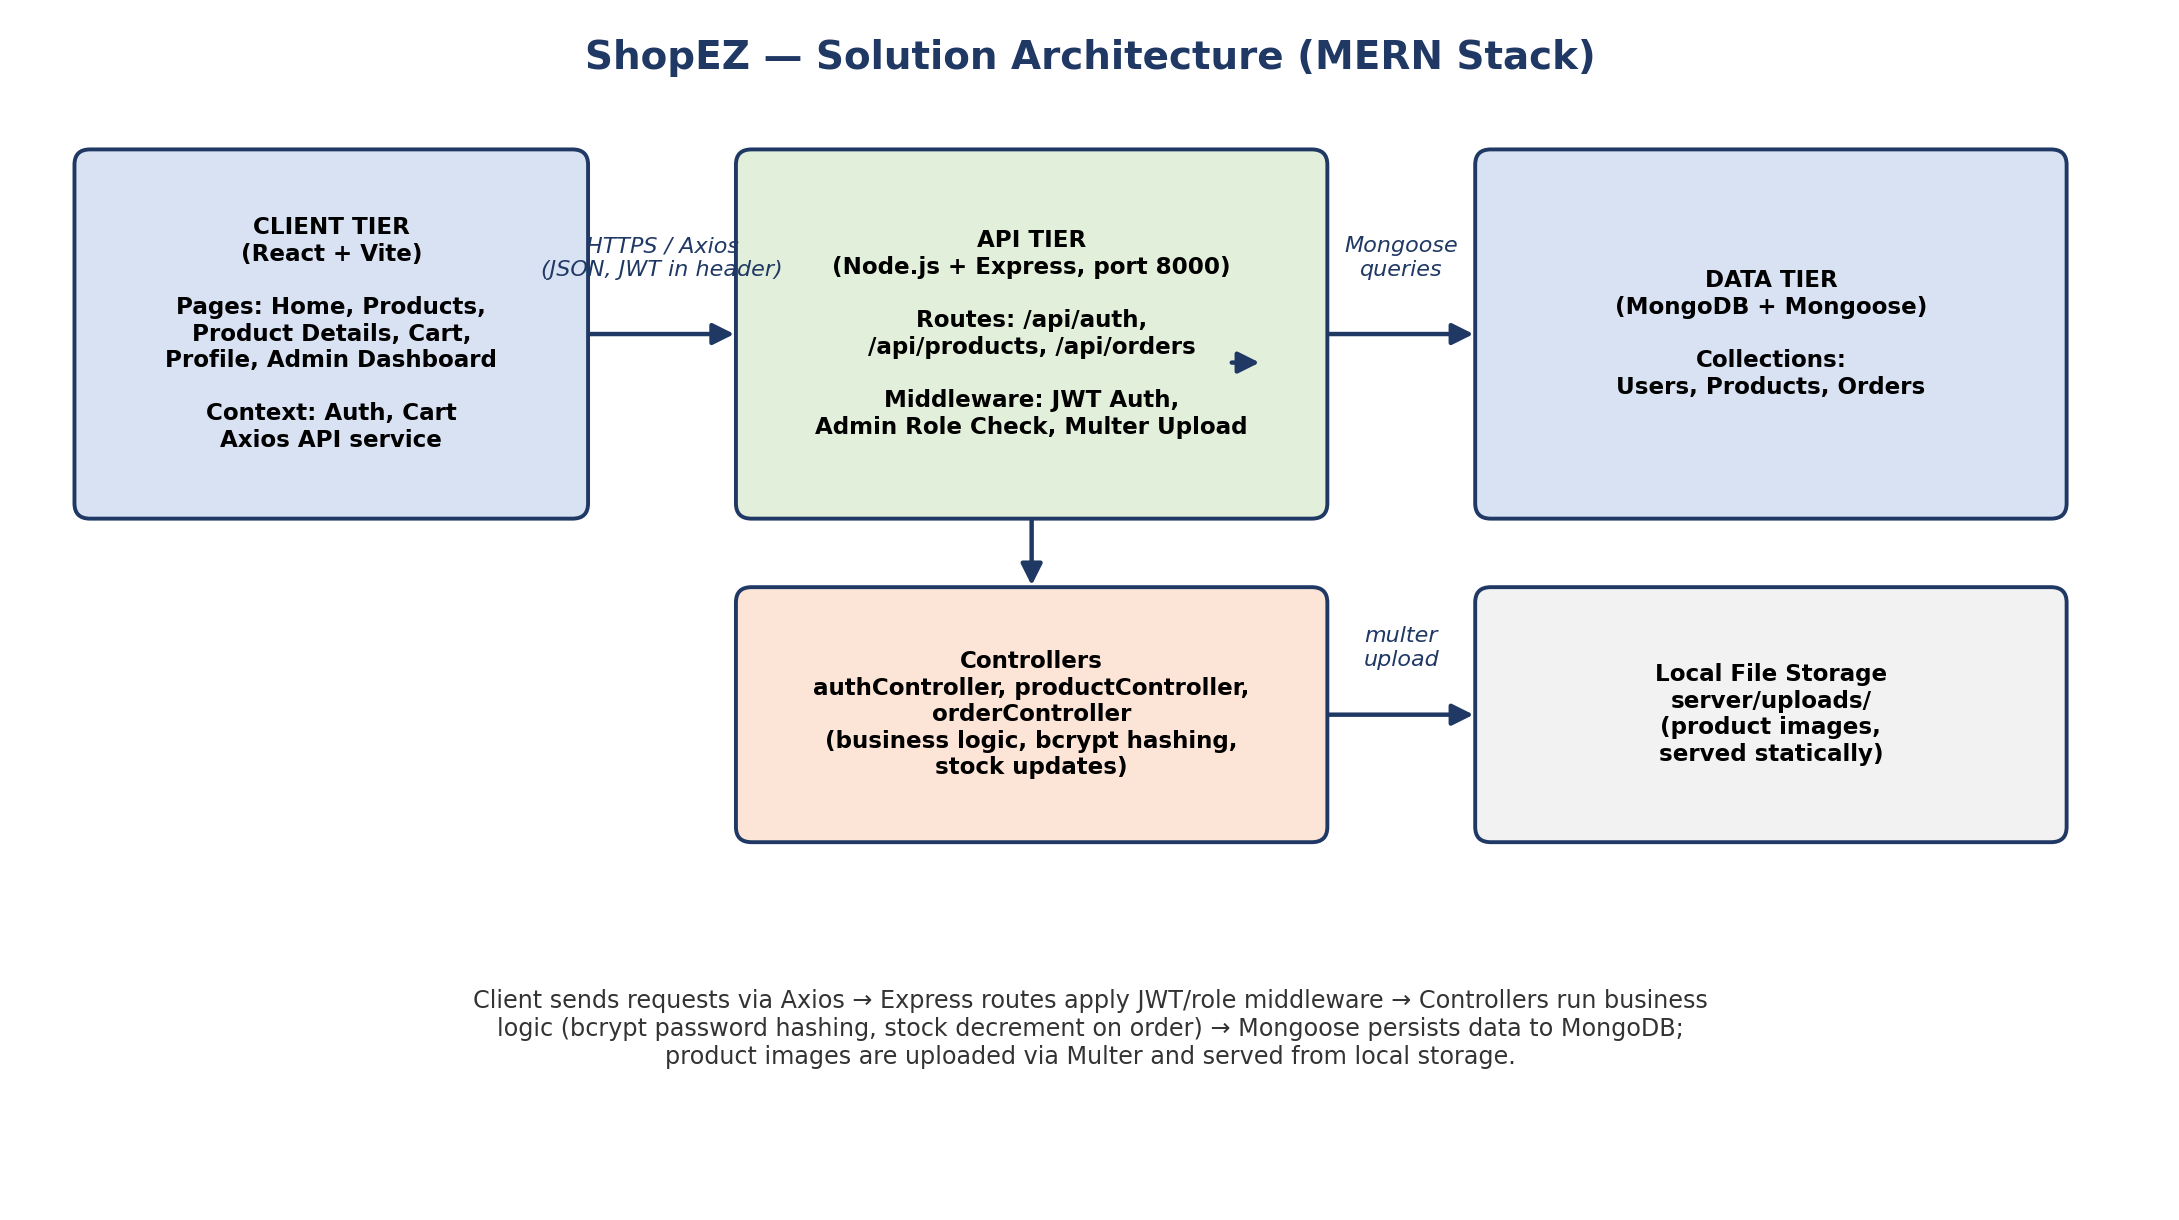 ShopEZ — Solution Architecture (MERN Stack)
CLIENT TIER
(React + Vite)
Pages: Home, Products,
Product Details, Cart,
Profile, Admin Dashboard
Context: Auth, Cart
Axios API service
HTTPS / Axios
(JSON, JWT in header)
API TIER
(Node.js + Express, port 8000)
Routes: /api/auth,
/api/products, /api/orders
Middleware: JWT Auth,
Admin Role Check, Multer Upload
Mongoose
queries
DATA TIER
(MongoDB + Mongoose)
Collections:
Users, Products, Orders
Controllers
authController, productController,
orderController
(business logic, bcrypt hashing,
stock updates)
multer
upload
Local File Storage
server/uploads/
(product images,
served statically)
Client sends requests via Axios → Express routes apply JWT/role middleware → Controllers run business
logic (bcrypt password hashing, stock decrement on order) → Mongoose persists data to MongoDB;
product images are uploaded via Multer and served from local storage.